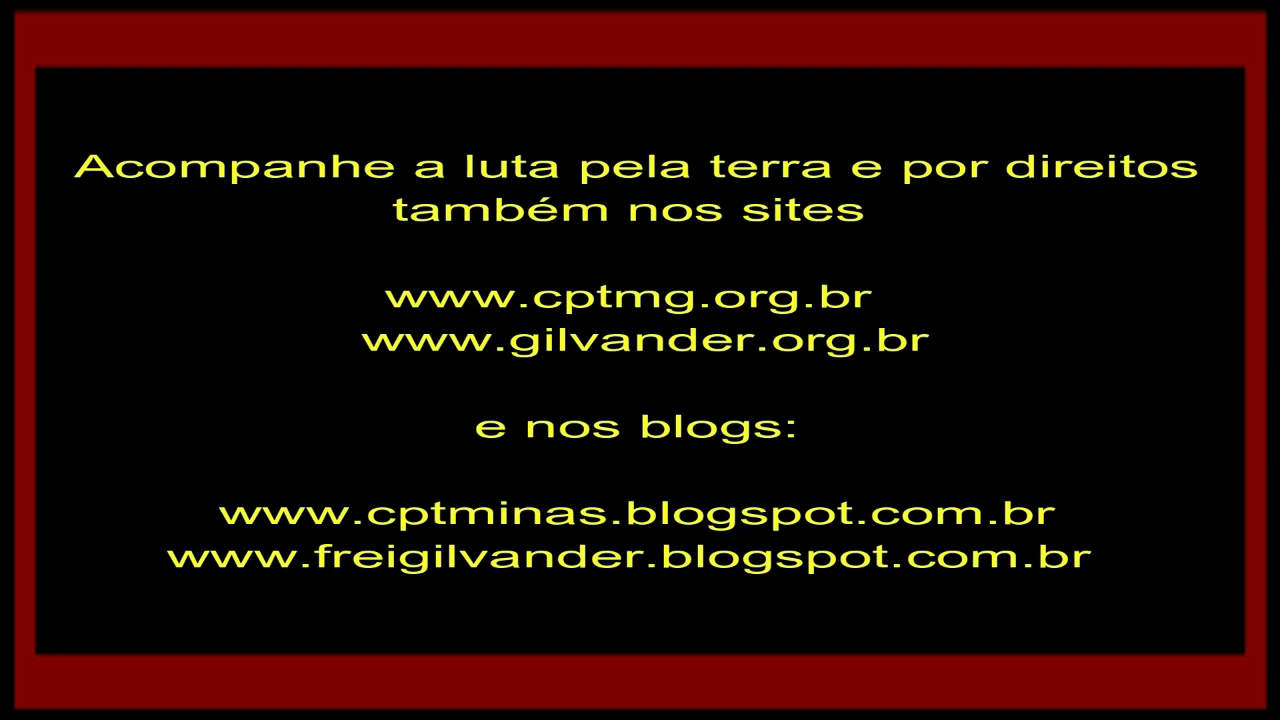 Acompanhe a luta pela terra e por direitos
também nos sites
www.cptmg.org.br
www.gilvander.org.br
e nos blogs:
www.cptminas.blogspot.com.br
www.freigilvander.blogspot.com.br